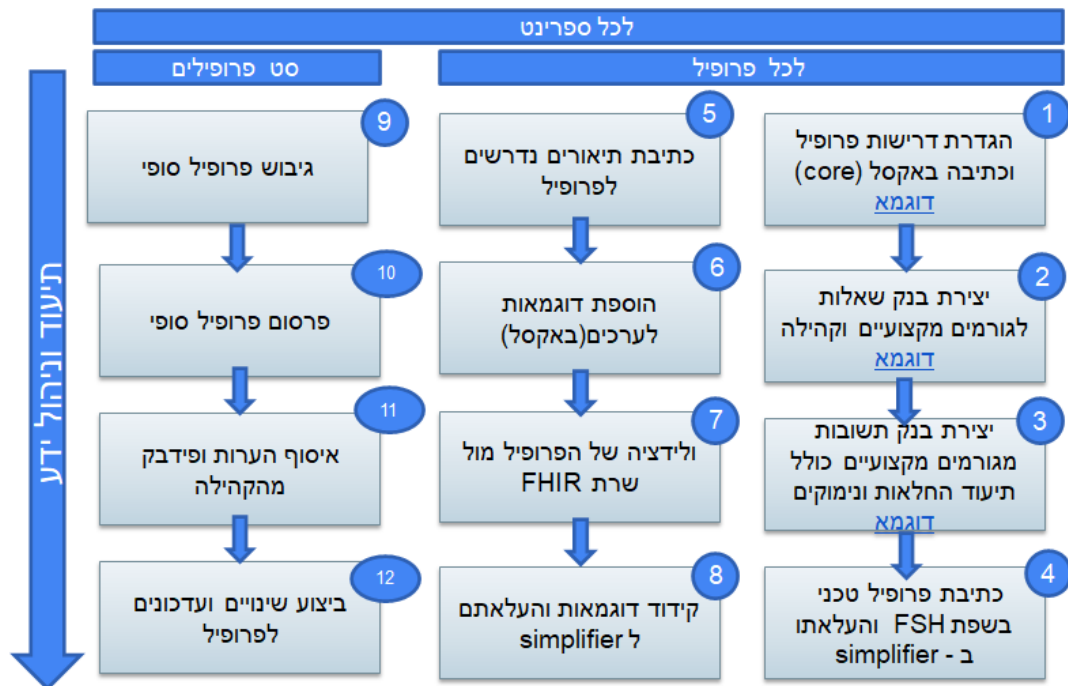 לכל ספרינט
לכל פרופיל
סט פרופילים
תיעוד וניהול ידע
1
הגדרת דרישות פרופיל
וכתיבה באקסל (core)
דוגמא
2
יצירת בנק שאלות
לגורמים מקצועיים וקהילה
דוגמא
3
יצירת בנק תשובות
מגורמים מקצועיים כולל
תיעוד החלאות ונימוקים
דוגמא
4
כתיבת פרופיל טכני
בשפת FSH והעלאתו
ב - simplifier
5
כתיבת תיאורים נדרשים
לפרופיל
6
הוספת דוגמאות
לערכים(באקסל)
7
ולידציה של הפרופיל מול
שרת FHIR
8
קידוד דוגמאות והעלאתם
ל simplifier
9
גיבוש פרופיל סופי
10
פרסום פרופיל סופי
11
איסוף הערות ופידבק
מהקהילה
12
ביצוע שינויים ועדכונים
לפרופיל